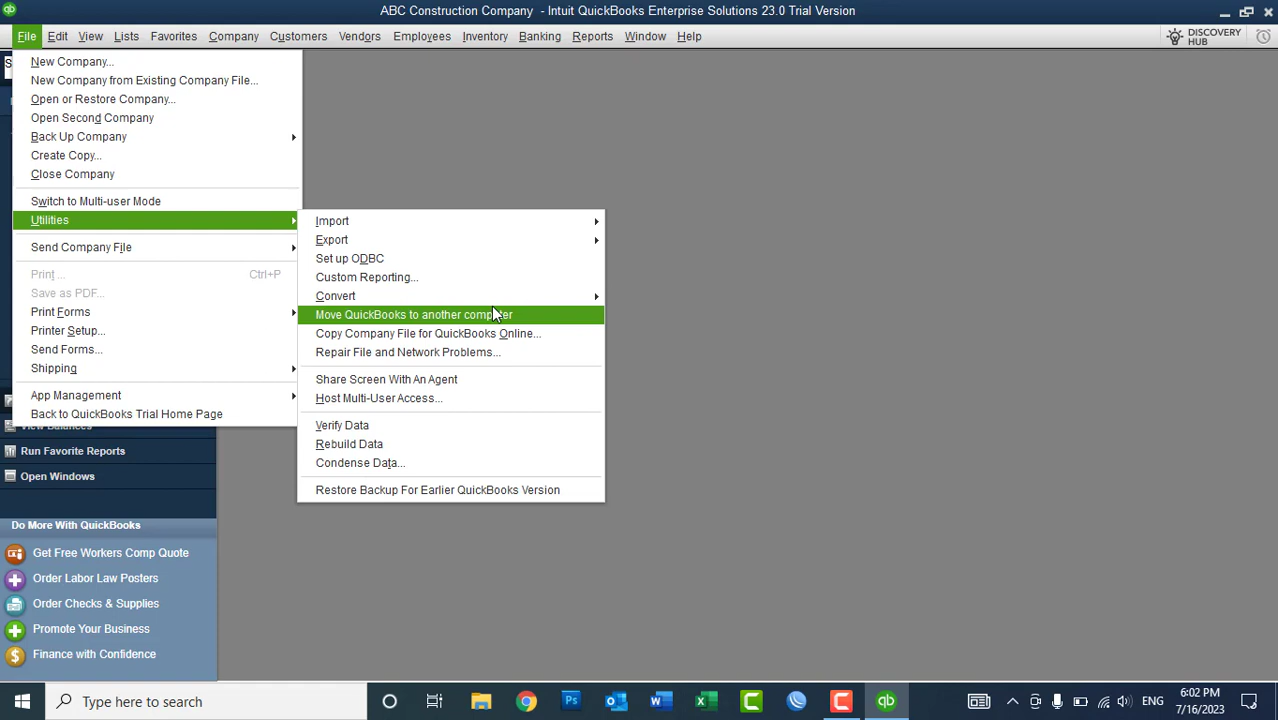 ABC Construction Company - Intuit QuickBooks Enterprise Solutions 23.0 Trial Version
File Edit View Lists Favorites Company Customers Vendors Employees Inventory Banking Reports Window Help
DISCOVERY
HUB
New Company...
New Company from Existing Company File...
Open or Restore Company...
Open Second Company
Back Up Company
Create Copy...
Close Company
Switch to Multi-user Mode
Utilities
Send Company File
Print ... Ctrl+P
Save as PDF...
Print Forms
Printer Setup...
Send Forms...
Shipping
App Management
Back to QuickBooks Trial Home Page
Import
Export
Set up ODBC
Custom Reporting...
Convert
Move QuickBooks to another computer
Copy Company File for QuickBooks Online...
Repair File and Network Problems...
Share Screen With An Agent
Host Multi-User Access...
Verify Data
Rebuild Data
Condense Data...
Restore Backup For Earlier QuickBooks Version
View Balances
Run Favorite Reports
Open Windows
Do More With QuickBooks
Get Free Workers Comp Quote
Order Labor Law Posters
Order Checks & Supplies
Promote Your Business
Finance with Confidence
Type here to search
ENG
6:02 PM
7/16/2023